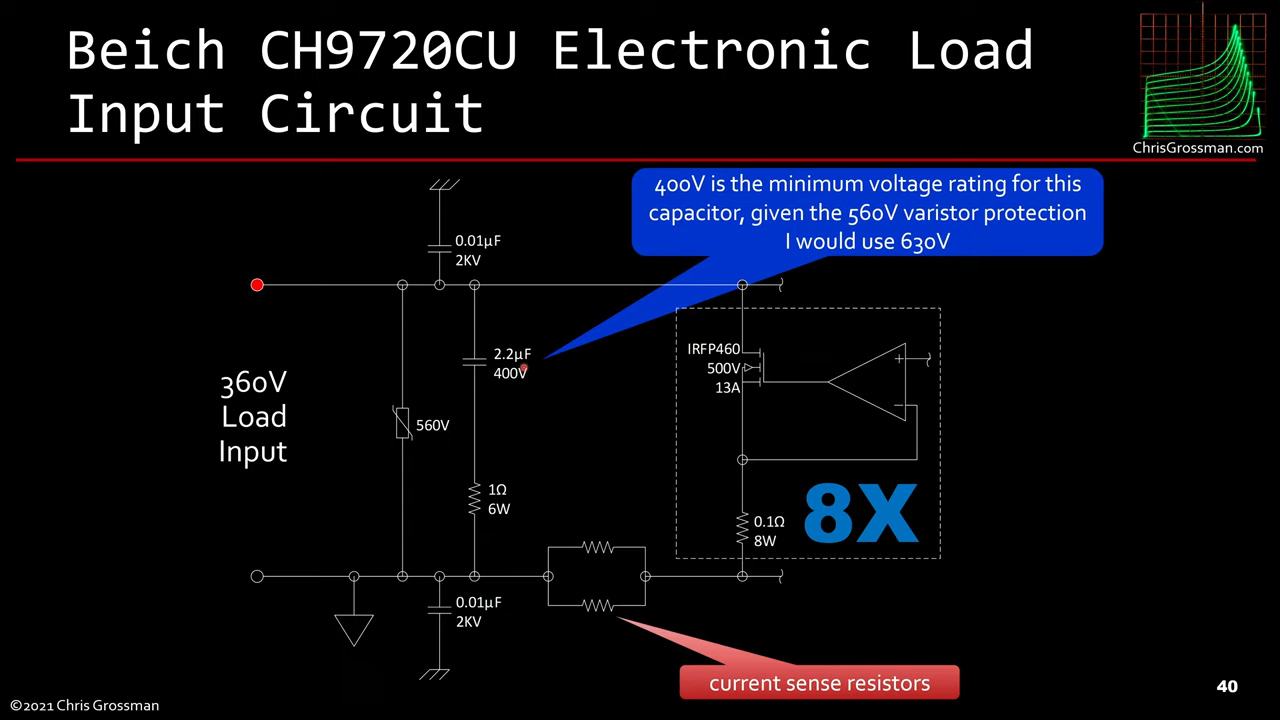 Beich CH9720CU Electronic Load
Input Circuit
ChrisGrossman.com
400V is the minimum voltage rating for this
capacitor, given the 560V varistor protection
I would use 630V
0.01µF
2KV
2.2µF
400V
IRFP460
500V
13A
+
−
360V
Load
Input
560V
1Ω
6W
8X
0.1Ω
8W
0.01µF
2KV
current sense resistors
40
©2021 Chris Grossman